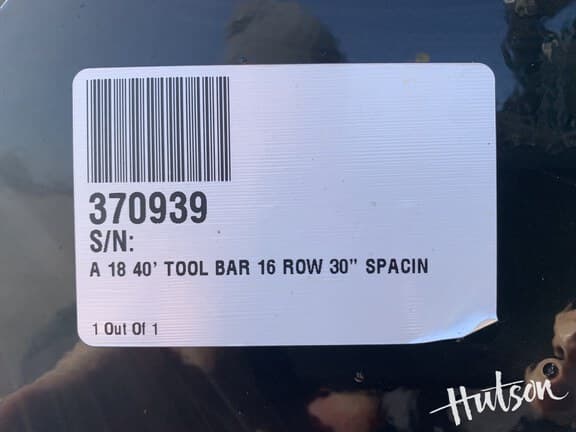 370939
S/N:
A 18 40' TOOL BAR 16 ROW 30" SPACIN
1 Out Of 1
Hutson